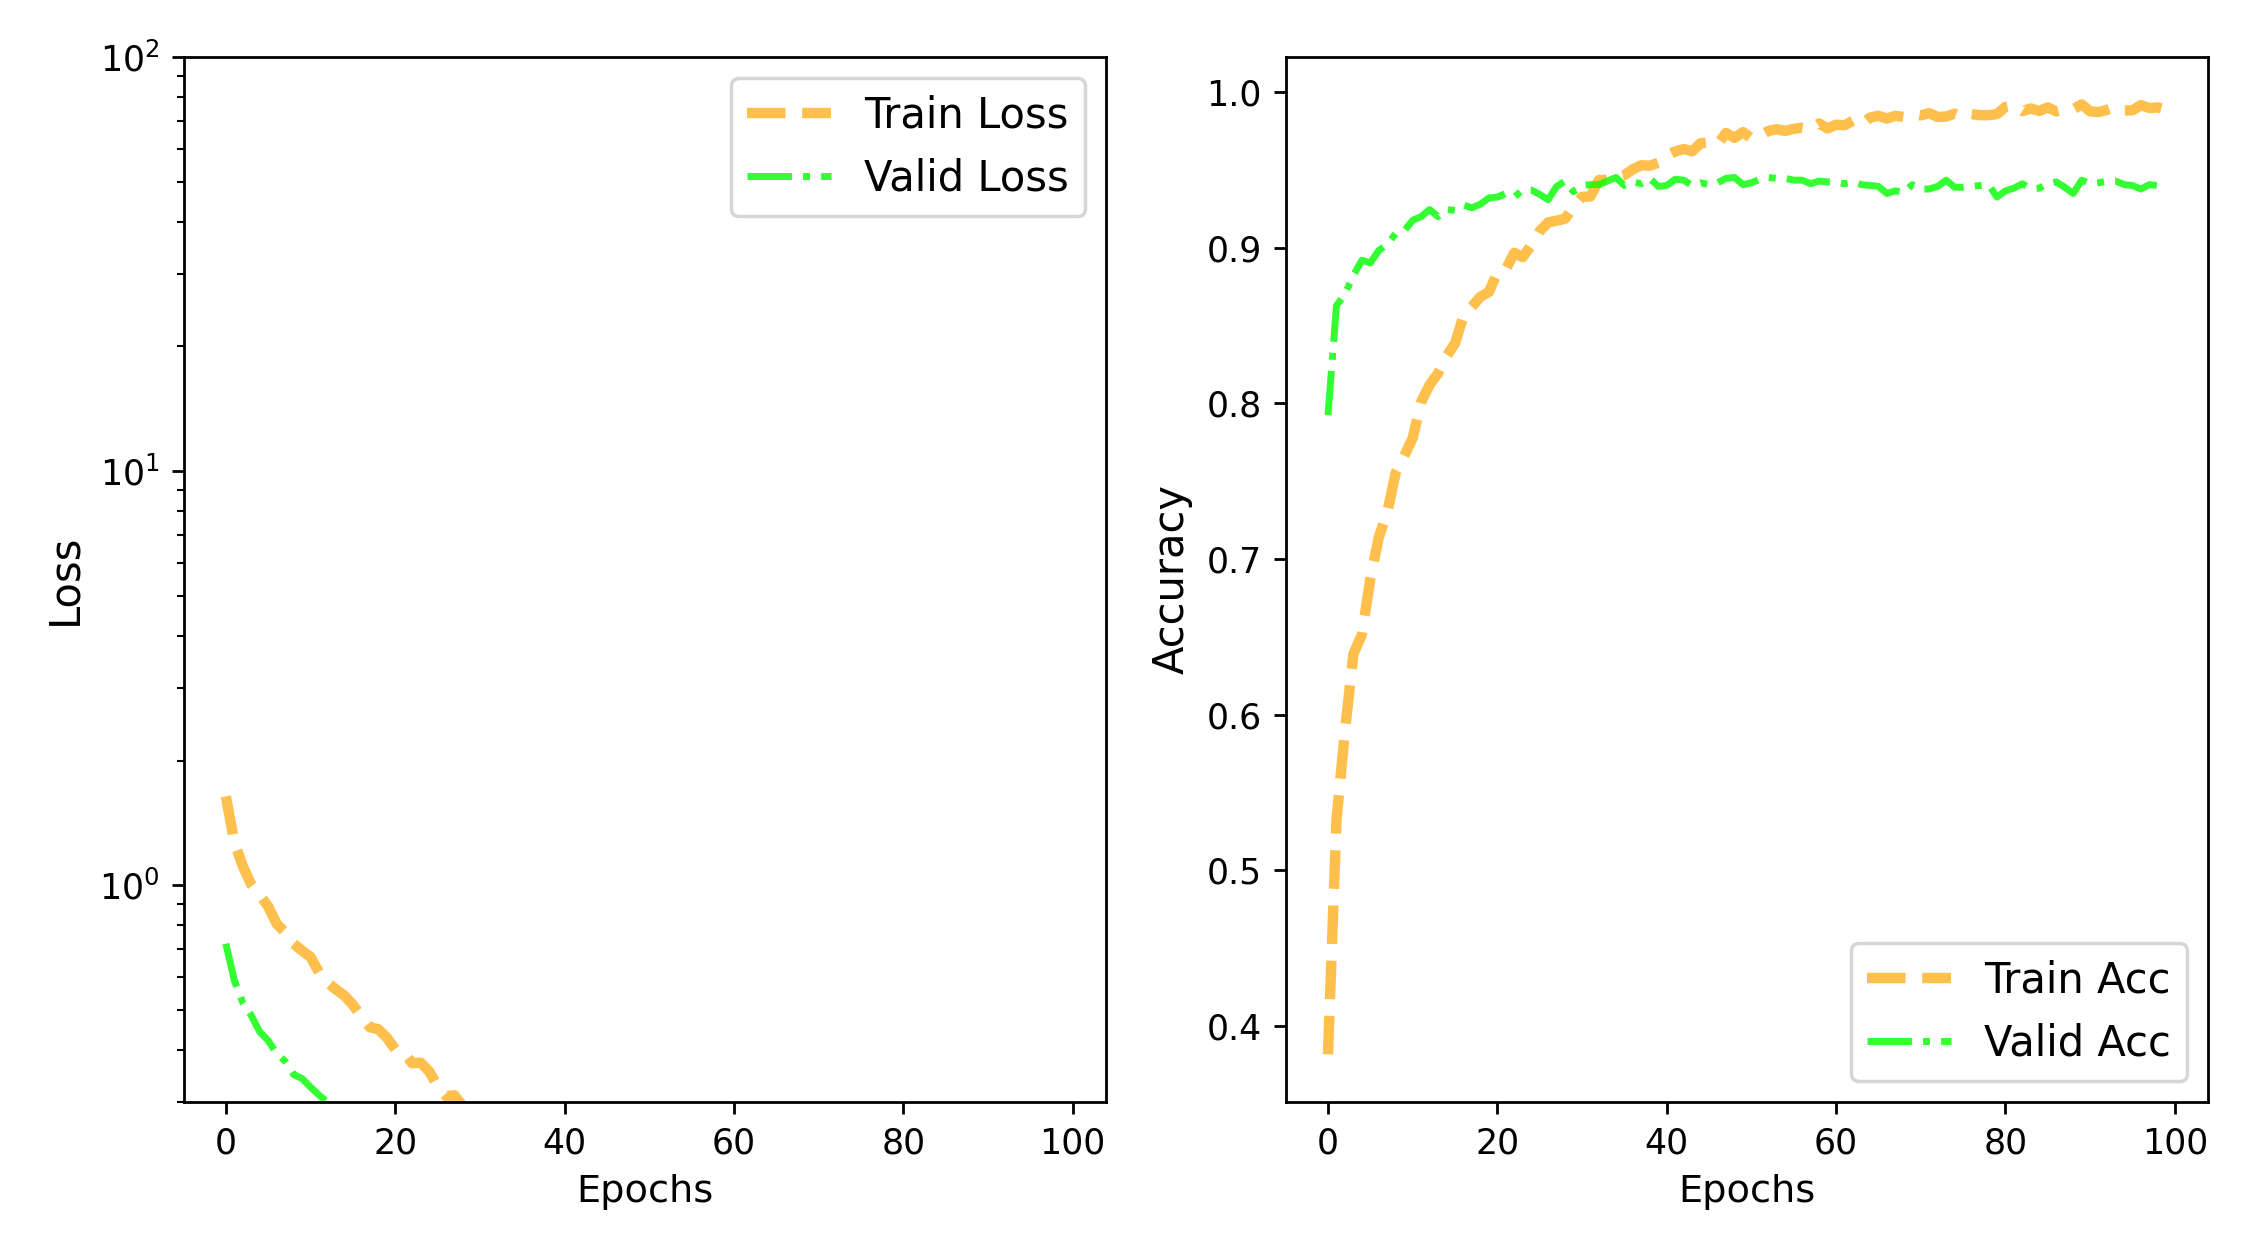 10²
10¹
10⁰
Loss
0 20 40 60 80 100
Epochs
Train Loss
Valid Loss
1.0
0.9
0.8
0.7
0.6
0.5
0.4
Accuracy
0 20 40 60 80 100
Epochs
Train Acc
Valid Acc